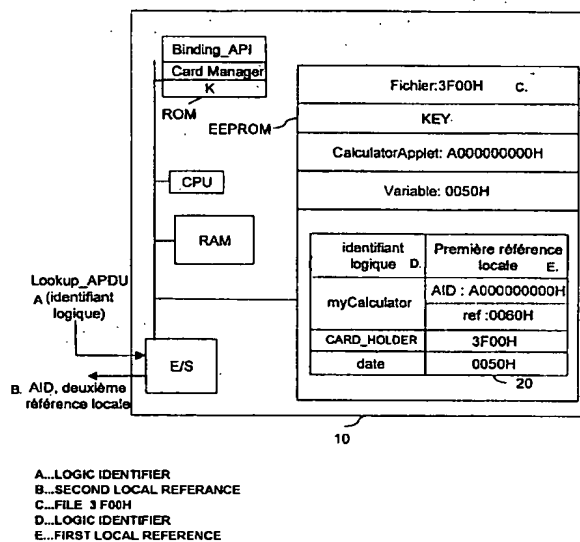 Binding_API
Card Manager
K
ROM
EEPROM
Fichier:3F00H C.
KEY
CalculatorApplet: A000000000H
Variable: 0050H
CPU
RAM
identifiant logique D.
Première référence locale E.
myCalculator
AID : A000000000H
ref :0060H
CARD_HOLDER
3F00H
date
0050H
20
Lookup_APDU
A (identifiant
logique)
E/S
B. AID, deuxième
référence locale
10
A...LOGIC IDENTIFIER
B...SECOND LOCAL REFERANCE
C...FILE 3 F00H
D...LOGIC IDENTIFIER
E...FIRST LOCAL REFERENCE